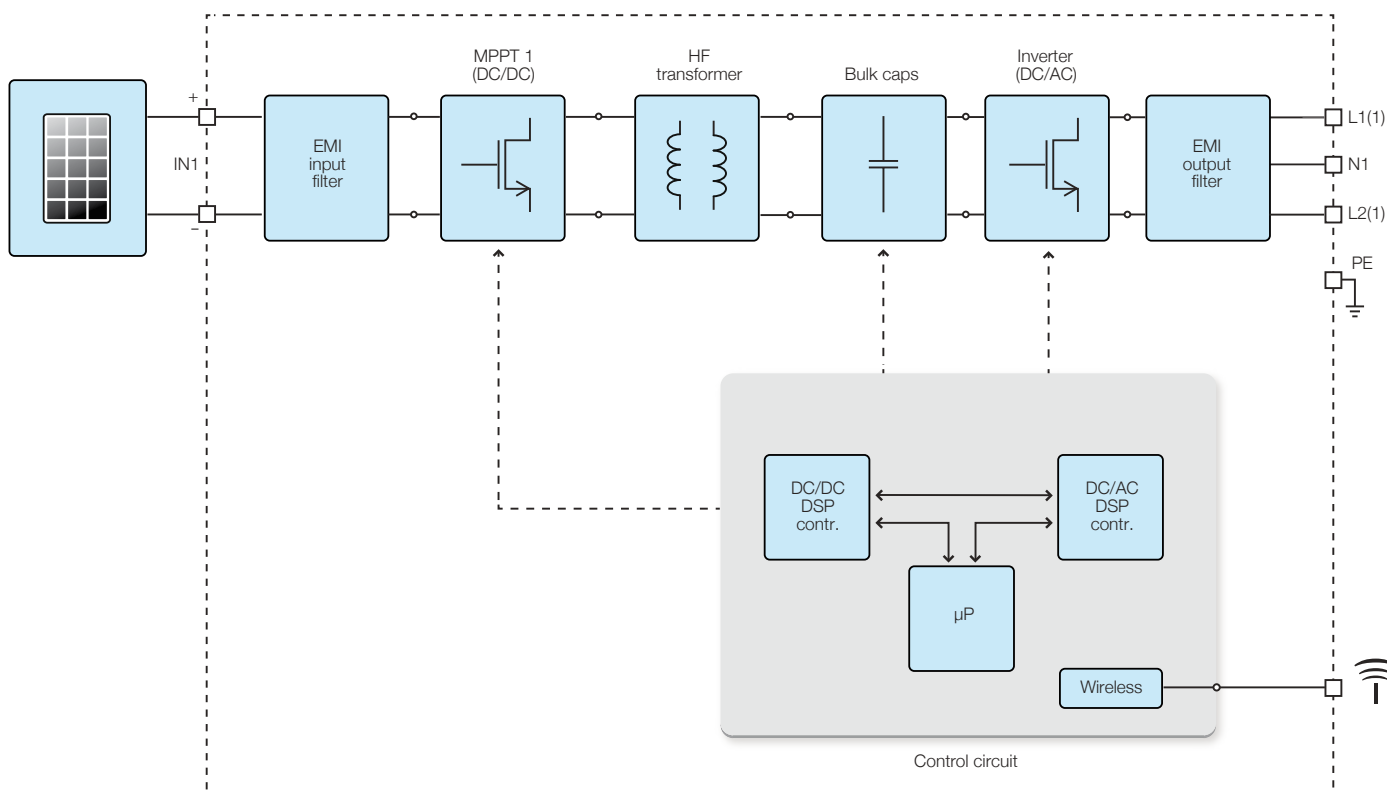 MPPT 1
(DC/DC)
HF
transformer
Bulk caps
Inverter
(DC/AC)
+
IN1
–
EMI
input
filter
EMI
output
filter
L1(1)
N1
L2(1)
PE
DC/DC
DSP
contr.
DC/AC
DSP
contr.
µP
Wireless
Control circuit